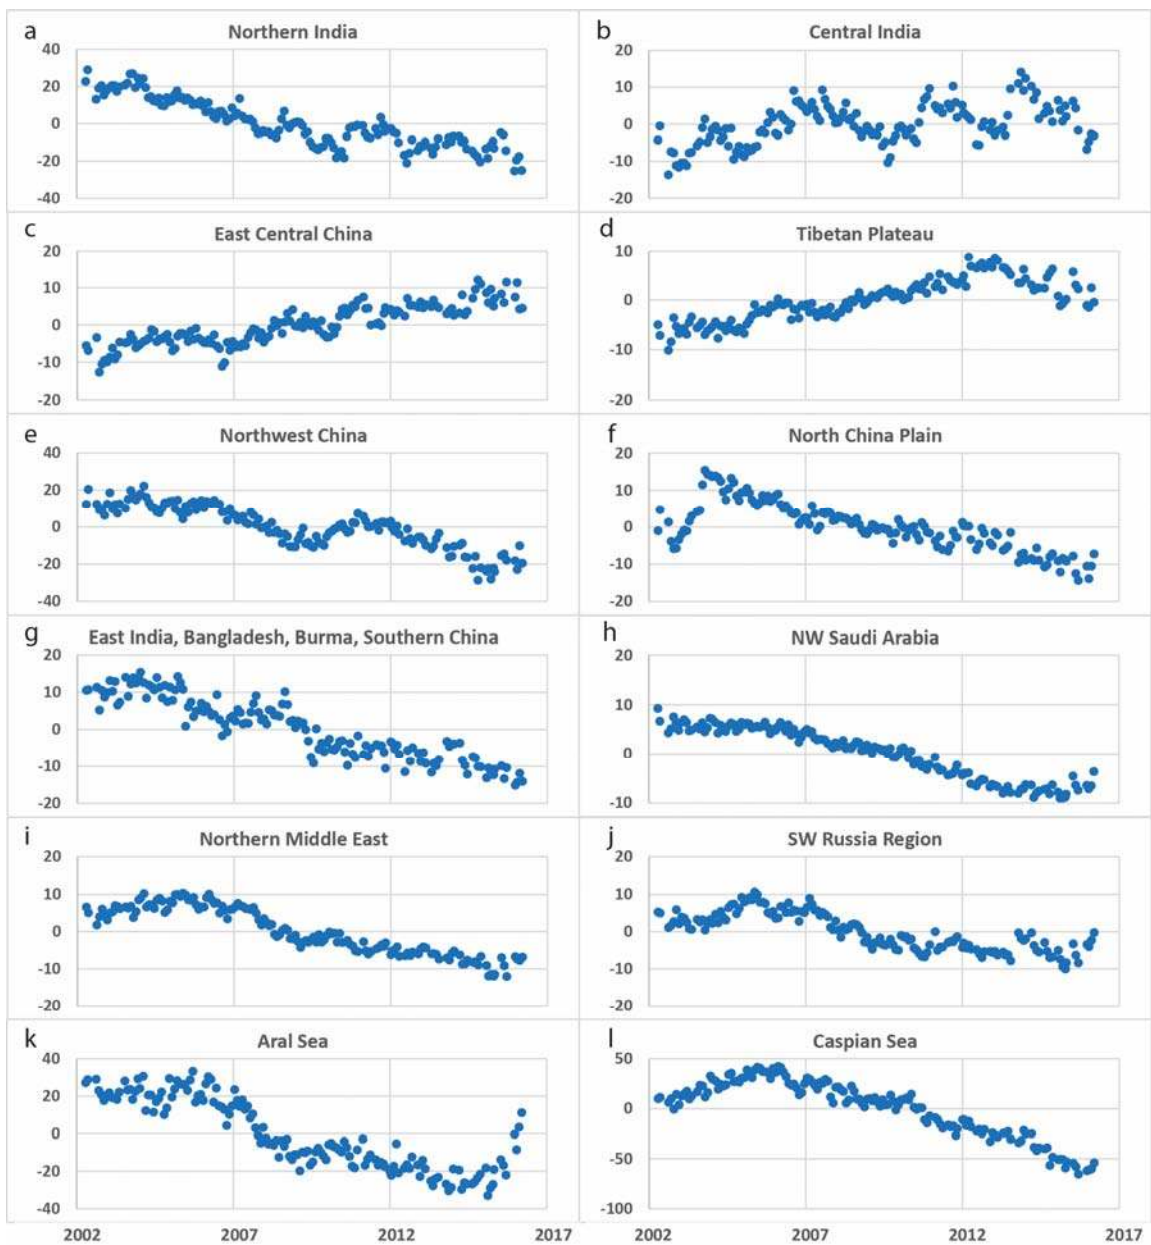 a
Northern India
40
20
0
-20
-40
b
Central India
20
10
0
-10
-20
c
East Central China
20
10
0
-10
-20
d
Tibetan Plateau
10
0
-10
-20
e
Northwest China
40
20
0
-20
-40
f
North China Plain
20
10
0
-10
-20
g
East India, Bangladesh, Burma, Southern China
20
10
0
-10
-20
h
NW Saudi Arabia
20
10
0
-10
i
Northern Middle East
20
10
0
-10
-20
j
SW Russia Region
20
10
0
-10
-20
k
Aral Sea
40
20
0
-20
-40
2002 2007 2012 2017
l
Caspian Sea
50
0
-50
-100
2002 2007 2012 2017